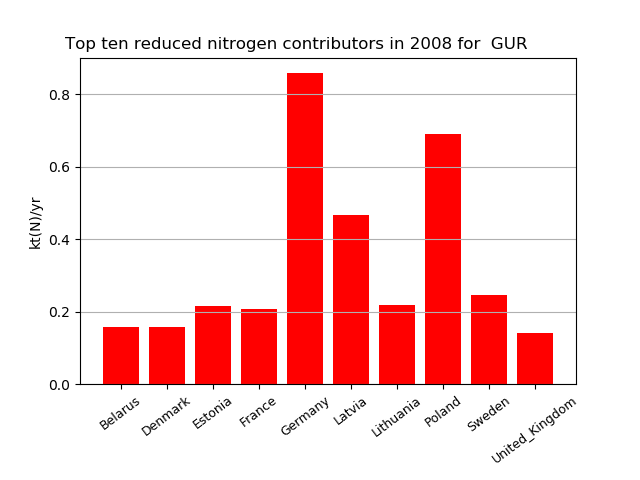 Top ten reduced nitrogen contributors in 2008 for  GUR
kt(N)/yr
0.8
0.6
0.4
0.2
0.0
Belarus
Denmark
Estonia
France
Germany
Latvia
Lithuania
Poland
Sweden
United_Kingdom